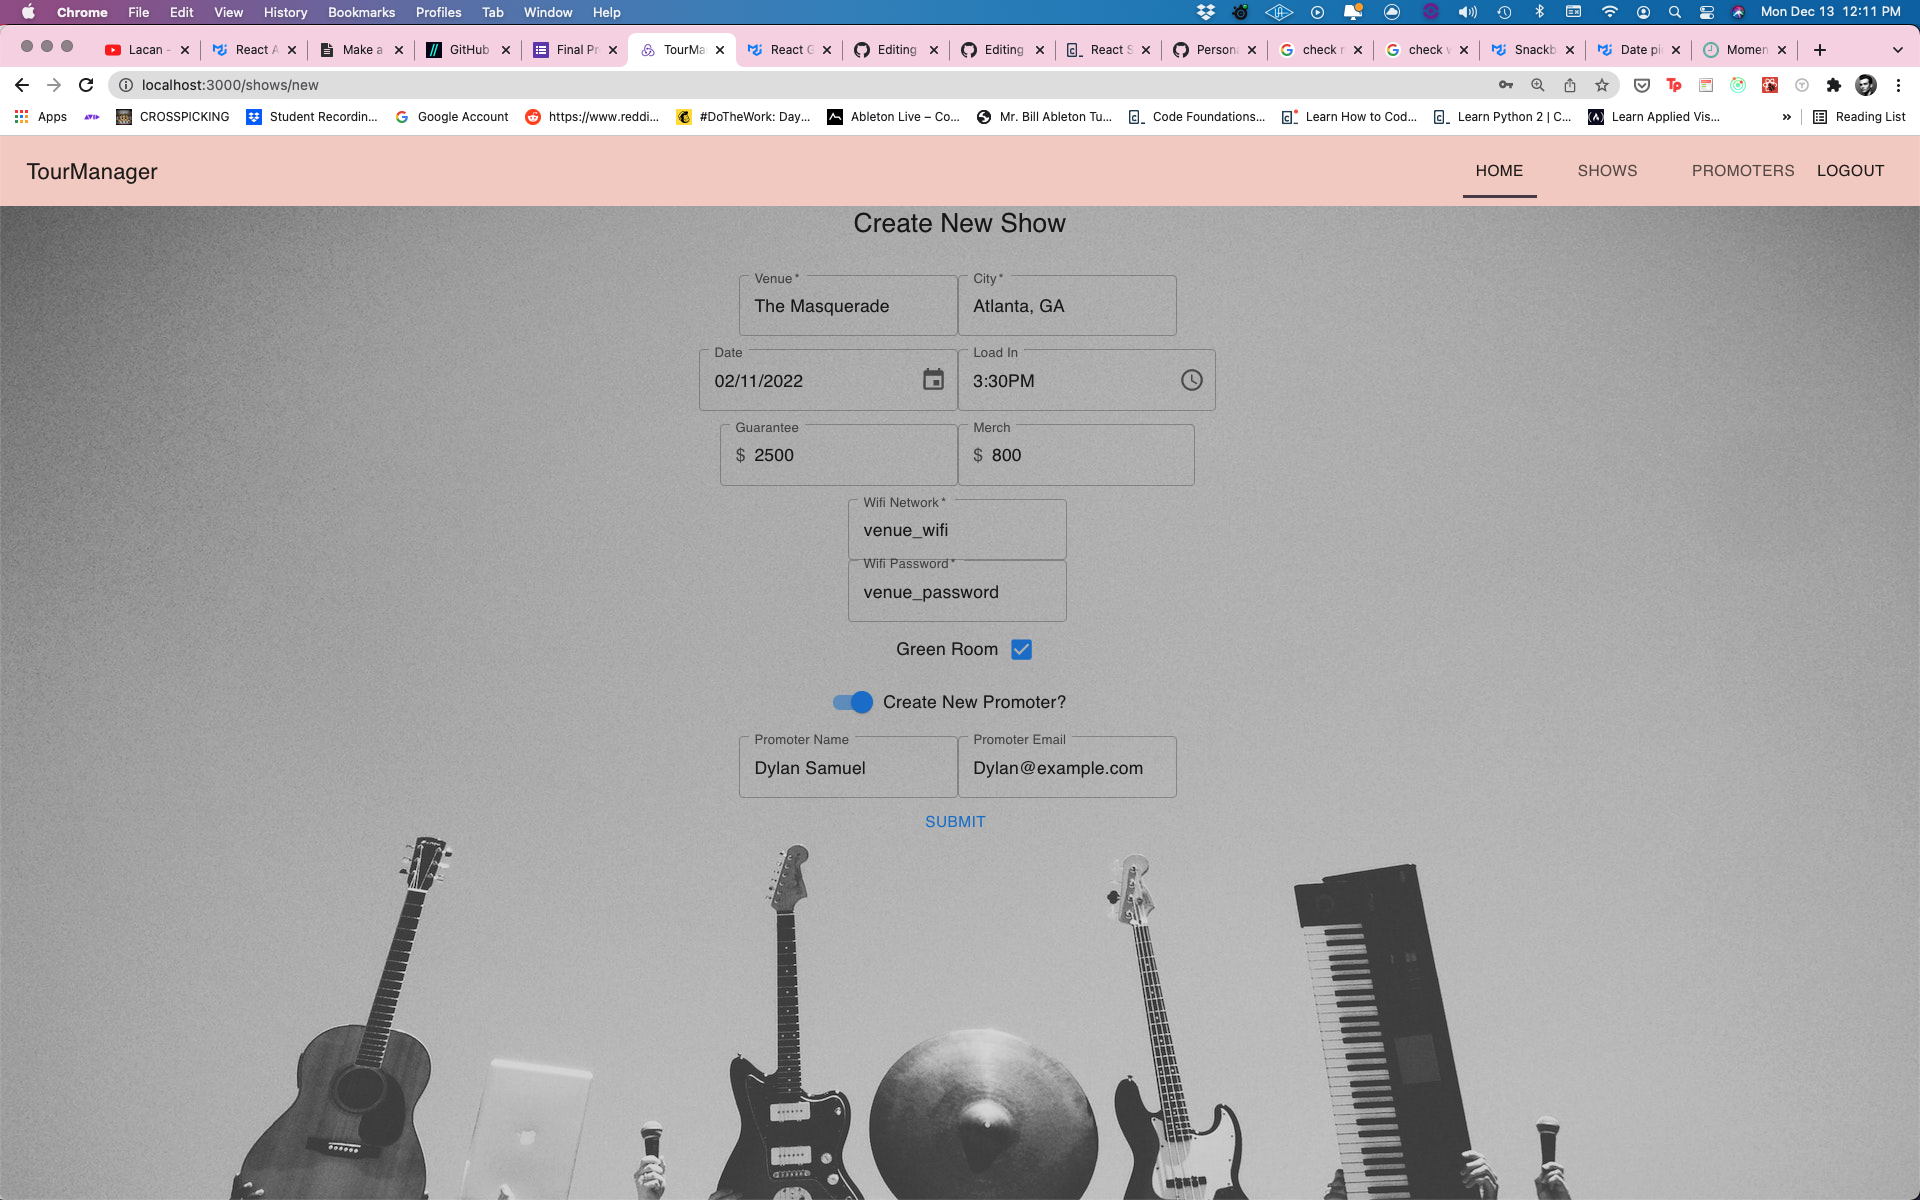 Chrome File Edit View History Bookmarks Profiles Tab Window Help Mon Dec 13 12:11 PM
Lacan - React A Make a GitHub Final Pr TourMa React G Editing Editing React S Person check r check v Snackb Date pi Momen
localhost:3000/shows/new
Apps CROSSPICKING Student Recordin... Google Account https://www.reddi... #DoTheWork: Day... Ableton Live – Co... Mr. Bill Ableton Tu... Code Foundations... Learn How to Cod... Learn Python 2 | C... Learn Applied Vis... » Reading List
TourManager HOME SHOWS PROMOTERS LOGOUT
Create New Show
Venue * City *
The Masquerade Atlanta, GA
Date Load In
02/11/2022 3:30PM
Guarantee Merch
$ 2500 $ 800
Wifi Network *
venue_wifi
Wifi Password *
venue_password
Green Room
Create New Promoter?
Promoter Name Promoter Email
Dylan Samuel Dylan@example.com
SUBMIT